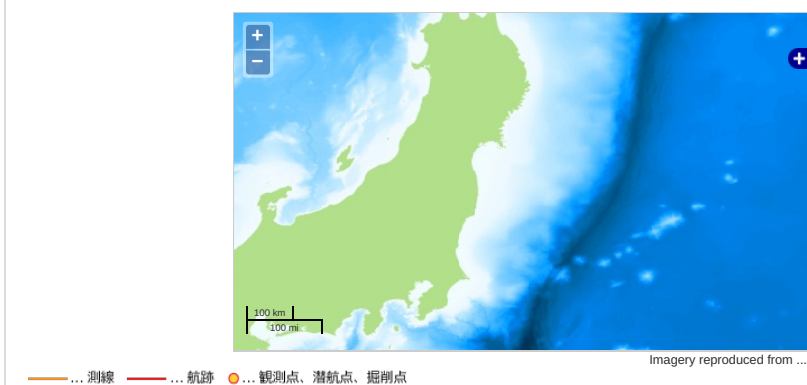 +
−
+
100 km
100 mi
Imagery reproduced from ...
... 測線 ... 航跡 ... 観測点、潜航点、掘削点